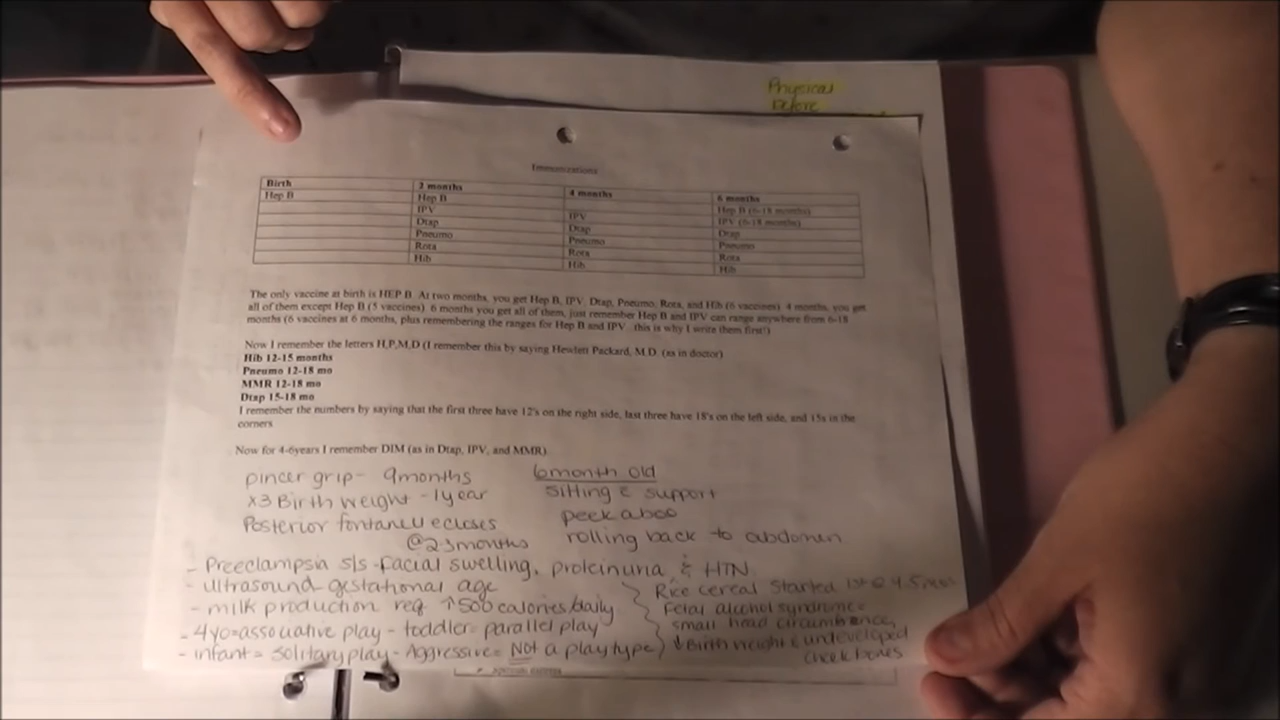 Physical
Before
Immunizations
Birth 2 months 4 months 6 months
Hep B Hep B Hep B (6-18 months)
IPV IPV IPV (6-18 months)
Dtap Dtap Dtap
Pneumo Pneumo Pneumo
Rota Rota Rota
Hib Hib Hib
The only vaccine at birth is HEP B. At two months, you get Hep B, IPV, Dtap, Pneumo, Rota, and Hib (6 vaccines). 4 months, you get
all of them except Hep B (5 vaccines). 6 months you get all of them, just remember Hep B and IPV can range anywhere from 6-18
months (6 vaccines at 6 months, plus remembering the ranges for Hep B and IPV...this is why I write them first!)
Now I remember the letters H,P,M,D (I remember this by saying Hewlett Packard, M.D. (as in doctor)
Hib 12-15 months
Pneumo 12-18 mo
MMR 12-18 mo
Dtap 15-18 mo
I remember the numbers by saying that the first three have 12's on the right side, last three have 18's on the left side, and 15s in the
corners.
Now for 4-6years I remember DIM (as in Dtap, IPV, and MMR)
pincer grip - 9months
x3 Birth weight - 1year
Posterior fontanel closes
@2-3months
6month old
sitting c support
peek aboo
rolling back to abdomen
- Preeclampsia s/s - facial swelling, proteinuria, & HTN
- ultrasound gestational age
- milk production req ↑500 calories/daily
- 4yo=associative play - toddler= parallel play
- infant= solitary play - Aggressive= Not a play type
Rice cereal started 1st @ 4-5
Fetal alcohol syndrome=
small head circumference,
↓Birth weight & undeveloped
cheek bones